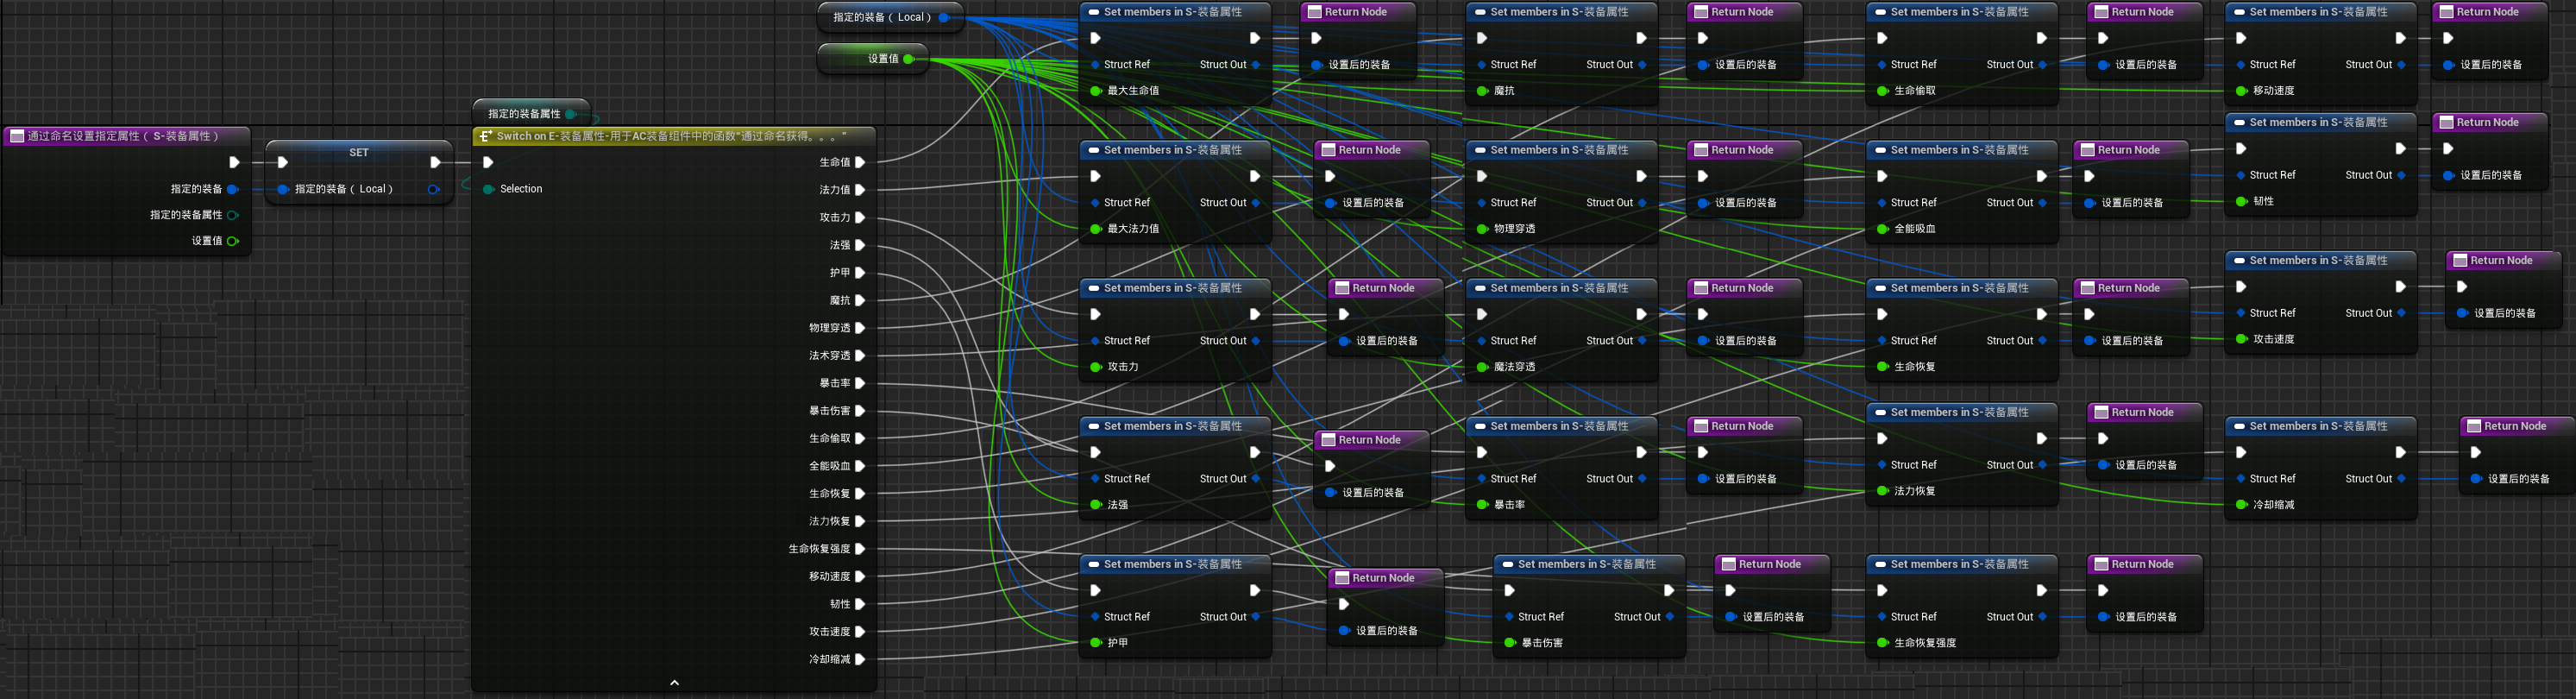 指定的装备（Local）
设置值
指定的装备属性
通过命名设置指定属性（S-装备属性）
指定的装备
指定的装备属性
设置值
SET
指定的装备（Local）
Switch on E-装备属性-用于AC装备组件中的函数"通过命名获得。。。"
Selection
生命值
法力值
攻击力
法强
护甲
魔抗
物理穿透
法术穿透
暴击率
暴击伤害
生命偷取
全能吸血
生命恢复
法力恢复
生命恢复强度
移动速度
韧性
攻击速度
冷却缩减
Set members in S-装备属性
Struct Ref Struct Out
最大生命值
Return Node
设置后的装备
Set members in S-装备属性
Struct Ref Struct Out
魔抗
Return Node
设置后的装备
Set members in S-装备属性
Struct Ref Struct Out
生命偷取
Return Node
设置后的装备
Set members in S-装备属性
Struct Ref Struct Out
移动速度
Return Node
设置后的装备
Set members in S-装备属性
Struct Ref Struct Out
最大法力值
Return Node
设置后的装备
Set members in S-装备属性
Struct Ref Struct Out
物理穿透
Return Node
设置后的装备
Set members in S-装备属性
Struct Ref Struct Out
全能吸血
Return Node
设置后的装备
Set members in S-装备属性
Struct Ref Struct Out
韧性
Return Node
设置后的装备
Set members in S-装备属性
Struct Ref Struct Out
攻击力
Return Node
设置后的装备
Set members in S-装备属性
Struct Ref Struct Out
魔法穿透
Return Node
设置后的装备
Set members in S-装备属性
Struct Ref Struct Out
生命恢复
Return Node
设置后的装备
Set members in S-装备属性
Struct Ref Struct Out
攻击速度
Return Node
设置后的装备
Set members in S-装备属性
Struct Ref Struct Out
法强
Return Node
设置后的装备
Set members in S-装备属性
Struct Ref Struct Out
暴击率
Return Node
设置后的装备
Set members in S-装备属性
Struct Ref Struct Out
法力恢复
Return Node
设置后的装备
Set members in S-装备属性
Struct Ref Struct Out
冷却缩减
Return Node
设置后的装备
Set members in S-装备属性
Struct Ref Struct Out
护甲
Return Node
设置后的装备
Set members in S-装备属性
Struct Ref Struct Out
暴击伤害
Return Node
设置后的装备
Set members in S-装备属性
Struct Ref Struct Out
生命恢复强度
Return Node
设置后的装备